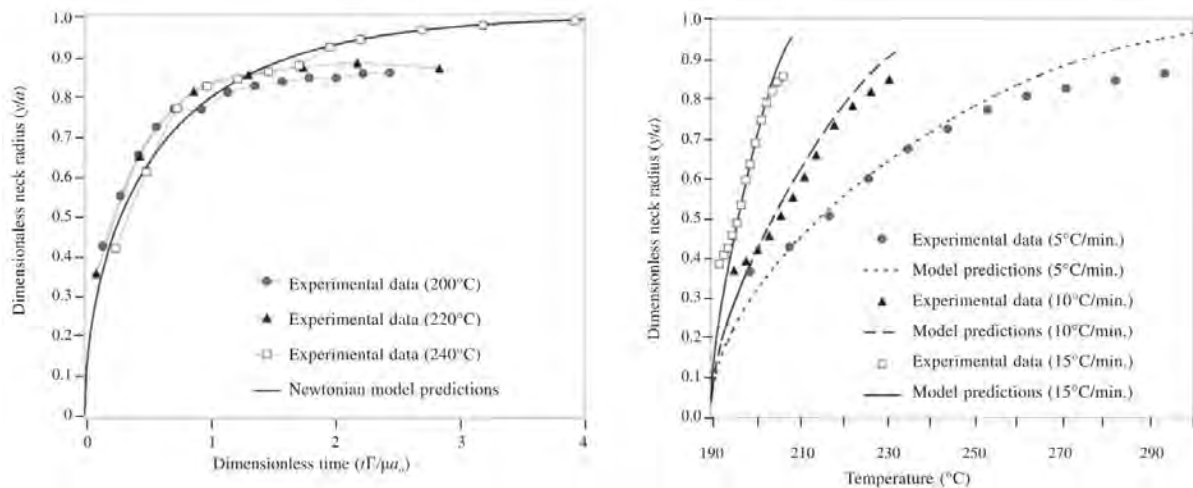 Dimensionaless neck radius (y/a)
1.0
0.9
0.8
0.7
0.6
0.5
0.4
0.3
0.2
0.1
0
Experimental data (200°C)
Experimental data (220°C)
Experimental data (240°C)
Newtonian model predictions
0 1 2 3 4
Dimensionless time (tΓ/μaₒ)
Dimensionless neck radius (y/a)
1.0
0.9
0.8
0.7
0.6
0.5
0.4
0.3
0.2
0.1
0.0
Experimental data (5°C/min.)
Model predictions (5°C/min.)
Experimental data (10°C/min.)
Model predictions (10°C/min.)
Experimental data (15°C/min.)
Model predictions (15°C/min.)
190 210 230 250 270 290
Temperature (°C)